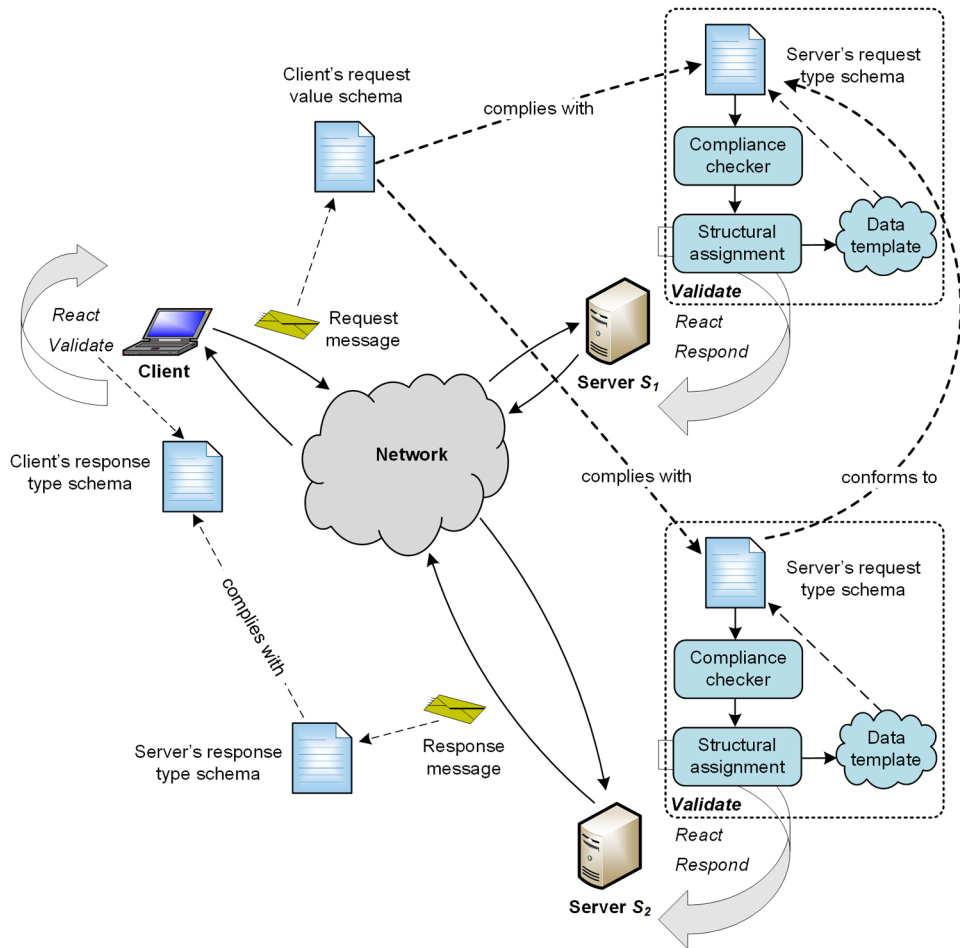 Client's request
value schema
complies with
Server's request
type schema
Compliance
checker
Structural
assignment
Data
template
Validate
React
Respond
React
Validate
Client
Request
message
Server S1
Network
Client's response
type schema
complies with
conforms to
complies with
Server's request
type schema
Compliance
checker
Structural
assignment
Data
template
Validate
React
Respond
Server's response
type schema
Response
message
Server S2